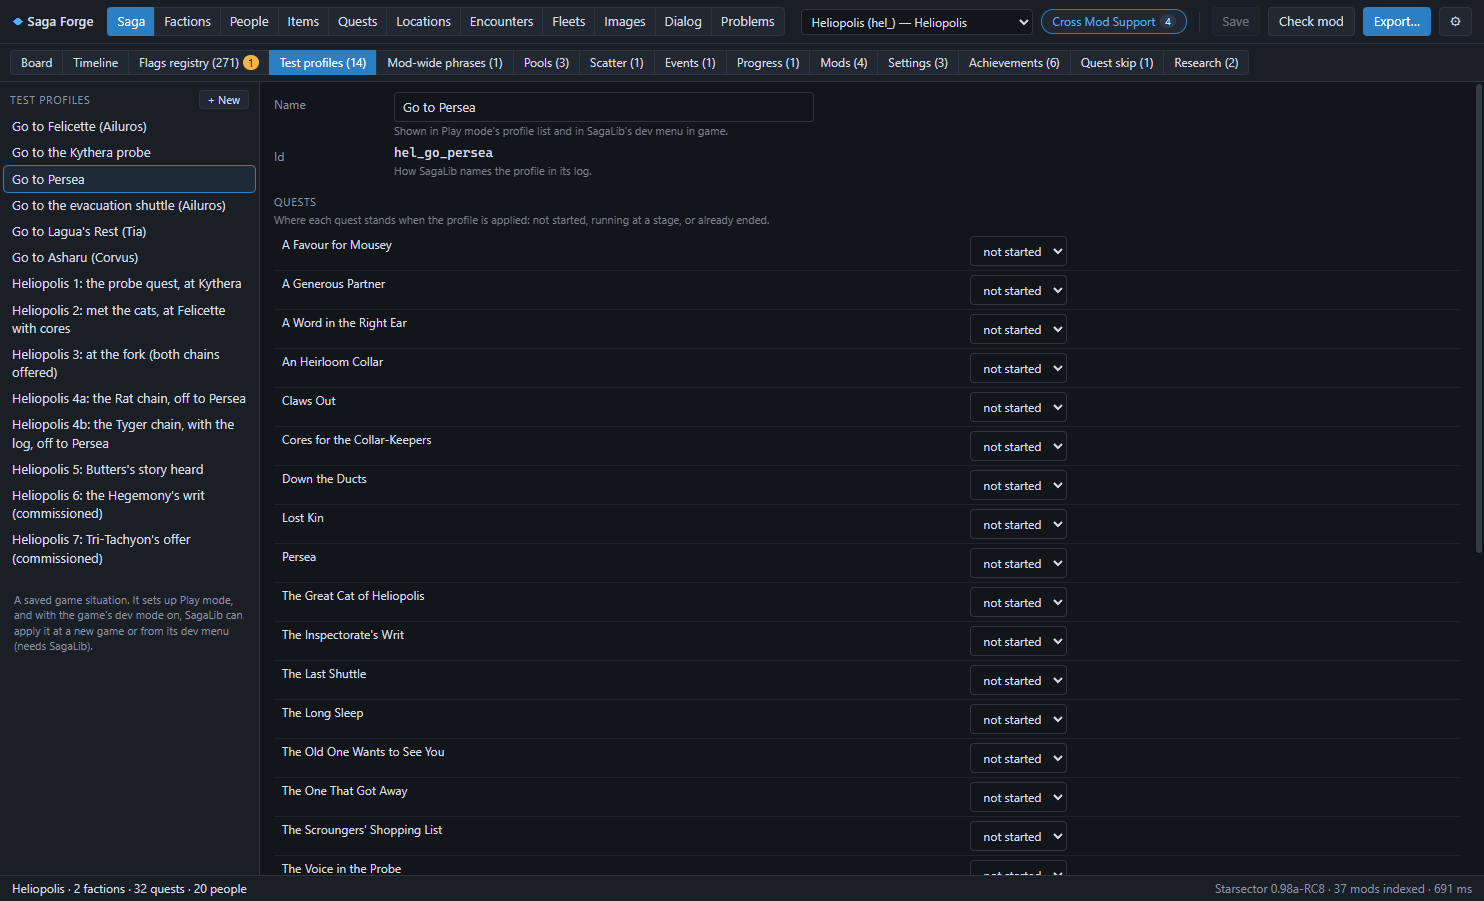 Saga Forge
Saga
Factions
People
Items
Quests
Locations
Encounters
Fleets
Images
Dialog
Problems
Heliopolis (hel_) — Heliopolis
Cross Mod Support 4
Save
Check mod
Export...
Board
Timeline
Flags registry (271) 1
Test profiles (14)
Mod-wide phrases (1)
Pools (3)
Scatter (1)
Events (1)
Progress (1)
Mods (4)
Settings (3)
Achievements (6)
Quest skip (1)
Research (2)
TEST PROFILES
+ New
Go to Felicette (Ailuros)
Go to the Kythera probe
Go to Persea
Go to the evacuation shuttle (Ailuros)
Go to Lagua's Rest (Tia)
Go to Asharu (Corvus)
Heliopolis 1: the probe quest, at Kythera
Heliopolis 2: met the cats, at Felicette
with cores
Heliopolis 3: at the fork (both chains
offered)
Heliopolis 4a: the Rat chain, off to Persea
Heliopolis 4b: the Tyger chain, with the
log, off to Persea
Heliopolis 5: Butters's story heard
Heliopolis 6: the Hegemony's writ
(commissioned)
Heliopolis 7: Tri-Tachyon's offer
(commissioned)
A saved game situation. It sets up Play mode,
and with the game's dev mode on, SagaLib can
apply it at a new game or from its dev menu
(needs SagaLib).
Name
Go to Persea
Shown in Play mode's profile list and in SagaLib's dev menu in game.
Id
hel_go_persea
How SagaLib names the profile in its log.
QUESTS
Where each quest stands when the profile is applied: not started, running at a stage, or already ended.
A Favour for Mousey
not started
A Generous Partner
not started
A Word in the Right Ear
not started
An Heirloom Collar
not started
Claws Out
not started
Cores for the Collar-Keepers
not started
Down the Ducts
not started
Lost Kin
not started
Persea
not started
The Great Cat of Heliopolis
not started
The Inspectorate's Writ
not started
The Last Shuttle
not started
The Long Sleep
not started
The Old One Wants to See You
not started
The One That Got Away
not started
The Scroungers' Shopping List
not started
The Voice in the Probe
not started
Heliopolis · 2 factions · 32 quests · 20 people
Starsector 0.98a-RC8 · 37 mods indexed · 691 ms